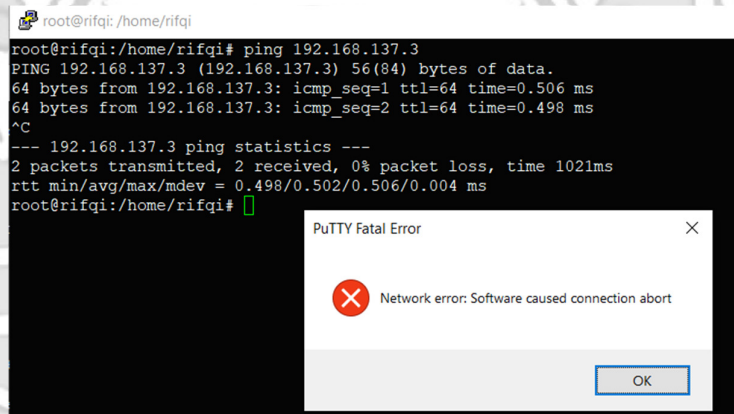 root@rifqi: /home/rifqi
root@rifqi:/home/rifqi# ping 192.168.137.3
PING 192.168.137.3 (192.168.137.3) 56(84) bytes of data.
64 bytes from 192.168.137.3: icmp_seq=1 ttl=64 time=0.506 ms
64 bytes from 192.168.137.3: icmp_seq=2 ttl=64 time=0.498 ms
^C
--- 192.168.137.3 ping statistics ---
2 packets transmitted, 2 received, 0% packet loss, time 1021ms
rtt min/avg/max/mdev = 0.498/0.502/0.506/0.004 ms
root@rifqi:/home/rifqi#
PuTTY Fatal Error
Network error: Software caused connection abort
OK